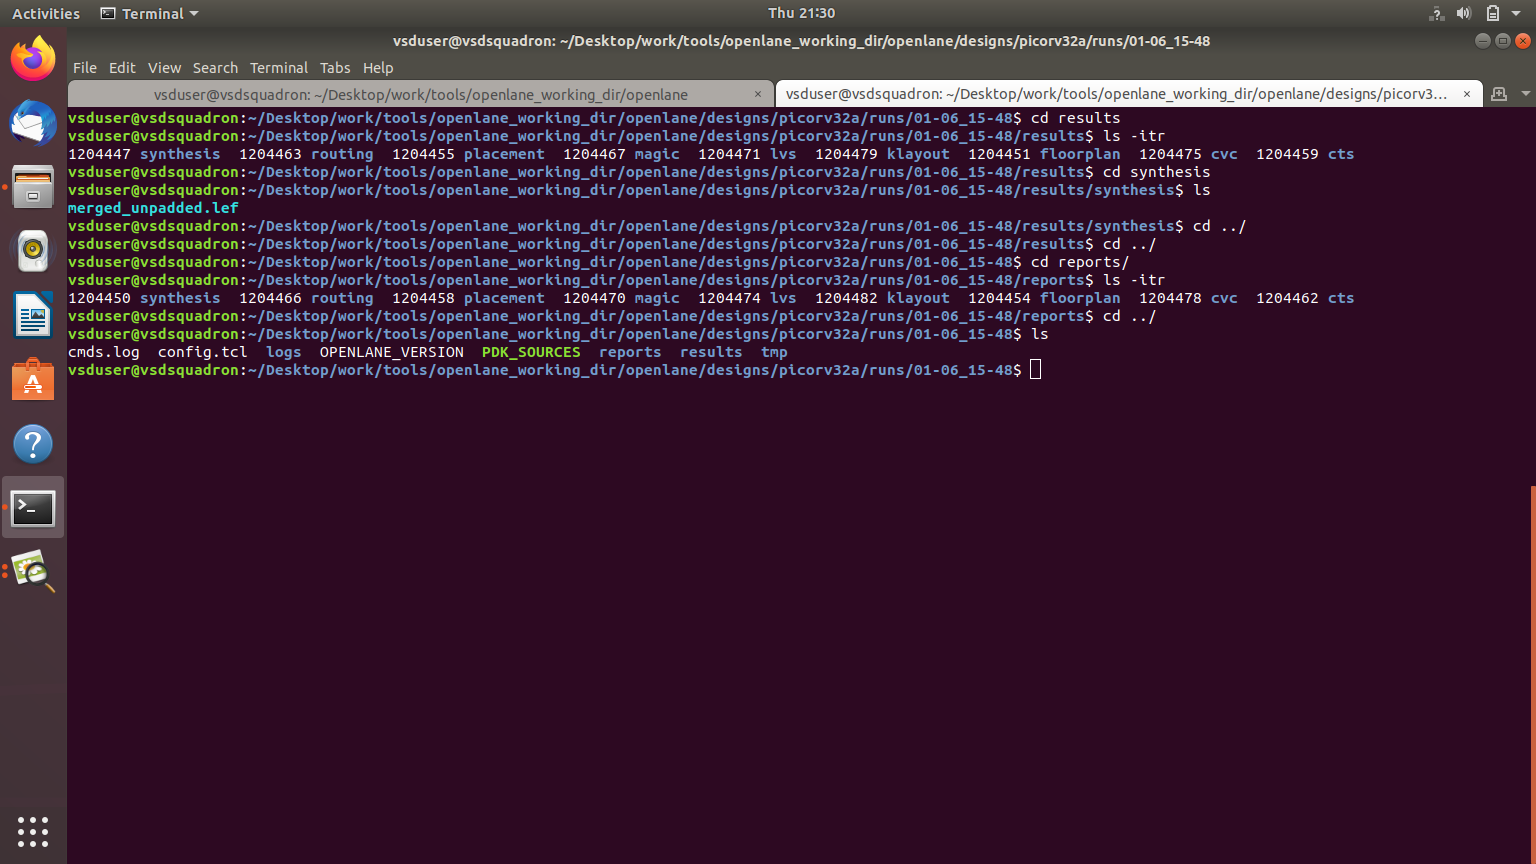 Activities Terminal Thu 21:30
vsduser@vsdsquadron: ~/Desktop/work/tools/openlane_working_dir/openlane/designs/picorv32a/runs/01-06_15-48
File Edit View Search Terminal Tabs Help
vsduser@vsdsquadron: ~/Desktop/work/tools/openlane_working_dir/openlane × vsduser@vsdsquadron: ~/Desktop/work/tools/openlane_working_dir/openlane/designs/picorv3... ×
vsduser@vsdsquadron:~/Desktop/work/tools/openlane_working_dir/openlane/designs/picorv32a/runs/01-06_15-48$ cd results
vsduser@vsdsquadron:~/Desktop/work/tools/openlane_working_dir/openlane/designs/picorv32a/runs/01-06_15-48/results$ ls -itr
1204447 synthesis 1204463 routing 1204455 placement 1204467 magic 1204471 lvs 1204479 klayout 1204451 floorplan 1204475 cvc 1204459 cts
vsduser@vsdsquadron:~/Desktop/work/tools/openlane_working_dir/openlane/designs/picorv32a/runs/01-06_15-48/results$ cd synthesis
vsduser@vsdsquadron:~/Desktop/work/tools/openlane_working_dir/openlane/designs/picorv32a/runs/01-06_15-48/results/synthesis$ ls
merged_unpadded.lef
vsduser@vsdsquadron:~/Desktop/work/tools/openlane_working_dir/openlane/designs/picorv32a/runs/01-06_15-48/results/synthesis$ cd ../
vsduser@vsdsquadron:~/Desktop/work/tools/openlane_working_dir/openlane/designs/picorv32a/runs/01-06_15-48/results$ cd ../
vsduser@vsdsquadron:~/Desktop/work/tools/openlane_working_dir/openlane/designs/picorv32a/runs/01-06_15-48$ cd reports/
vsduser@vsdsquadron:~/Desktop/work/tools/openlane_working_dir/openlane/designs/picorv32a/runs/01-06_15-48/reports$ ls -itr
1204450 synthesis 1204466 routing 1204458 placement 1204470 magic 1204474 lvs 1204482 klayout 1204454 floorplan 1204478 cvc 1204462 cts
vsduser@vsdsquadron:~/Desktop/work/tools/openlane_working_dir/openlane/designs/picorv32a/runs/01-06_15-48/reports$ cd ../
vsduser@vsdsquadron:~/Desktop/work/tools/openlane_working_dir/openlane/designs/picorv32a/runs/01-06_15-48$ ls
cmds.log config.tcl logs OPENLANE_VERSION PDK_SOURCES reports results tmp
vsduser@vsdsquadron:~/Desktop/work/tools/openlane_working_dir/openlane/designs/picorv32a/runs/01-06_15-48$